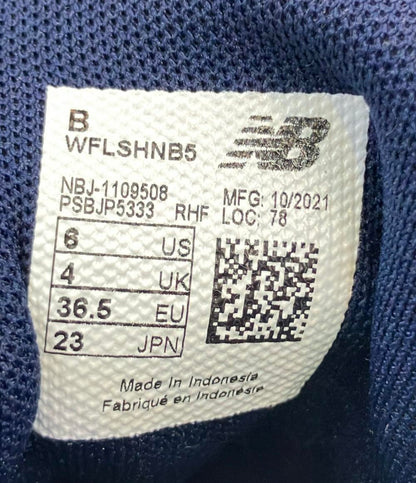 B
WFLSHNB5
NB
NBJ-1109508
PSBJP5333 RHF
MFG: 10/2021
LOC: 78
6 US
4 UK
36.5 EU
23 JPN
Made in Indonesia
Fabriqué en Indonésie